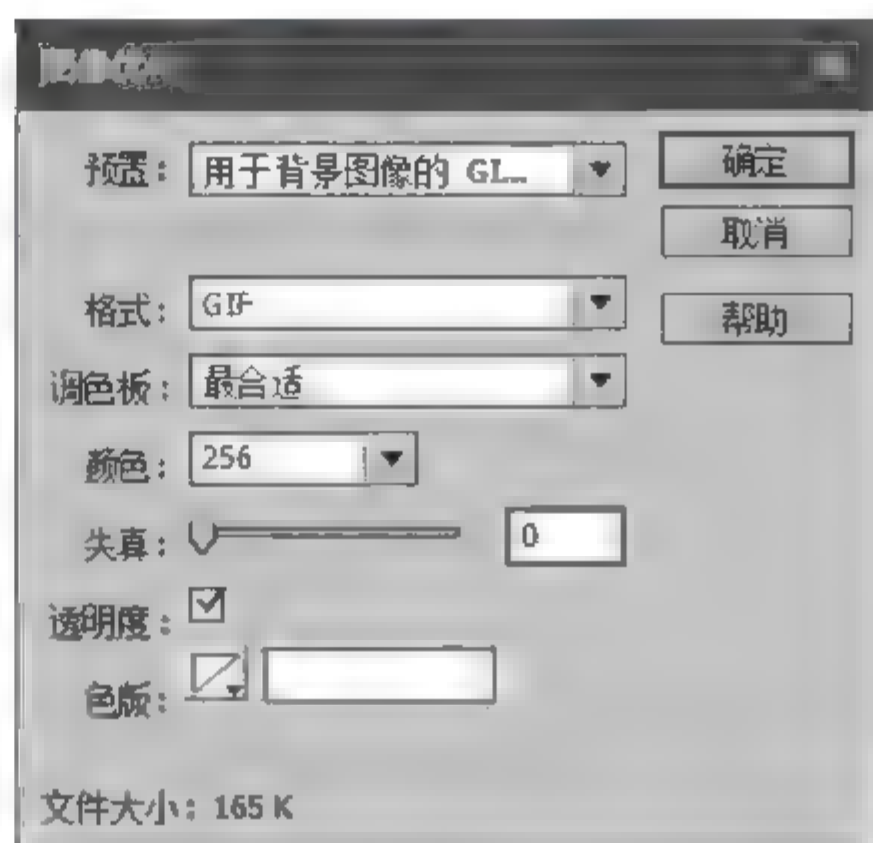 预置： 用于背景图像的 GI... 确定
取消
格式： GIF 帮助
调色板： 最合适
颜色： 256
失真： 0
透明度：
色版：
文件大小：165 K